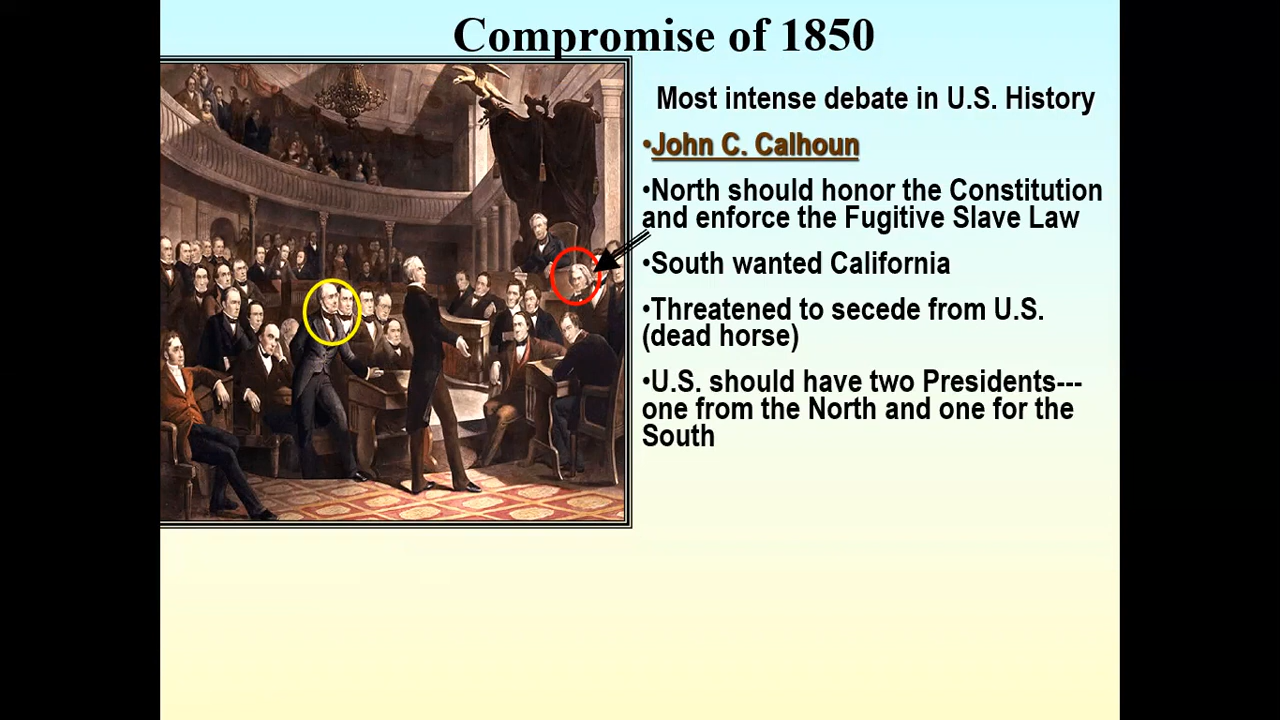 Compromise of 1850
Most intense debate in U.S. History
•John C. Calhoun
•North should honor the Constitution
and enforce the Fugitive Slave Law
•South wanted California
•Threatened to secede from U.S.
(dead horse)
•U.S. should have two Presidents---
one from the North and one for the
South